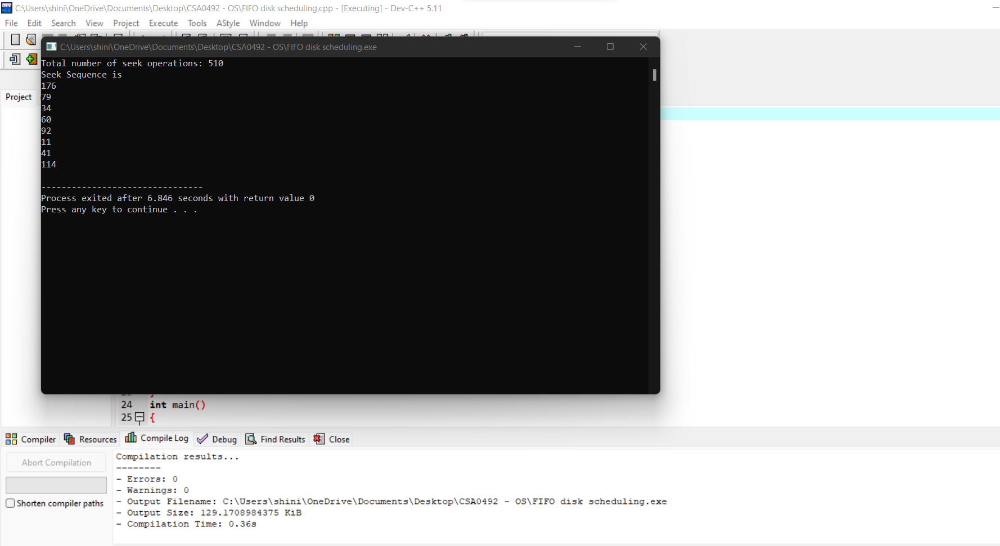 C:\Users\shini\OneDrive\Documents\Desktop\CSA0492 - OS\FIFO disk scheduling.cpp - [Executing] - Dev-C++ 5.11
File Edit Search View Project Execute Tools AStyle Window Help
C:\Users\shini\OneDrive\Documents\Desktop\CSA0492 - OS\FIFO disk scheduling.exe
Total number of seek operations: 510
Seek Sequence is
176
Project
79
34
60
92
11
41
114
--------------------------------
Process exited after 6.846 seconds with return value 0
Press any key to continue . . .
24 int main()
25 {
Compiler Resources Compile Log Debug Find Results Close
Abort Compilation
Shorten compiler paths
Compilation results...
--------
- Errors: 0
- Warnings: 0
- Output Filename: C:\Users\shini\OneDrive\Documents\Desktop\CSA0492 - OS\FIFO disk scheduling.exe
- Output Size: 129.1708984375 KiB
- Compilation Time: 0.36s